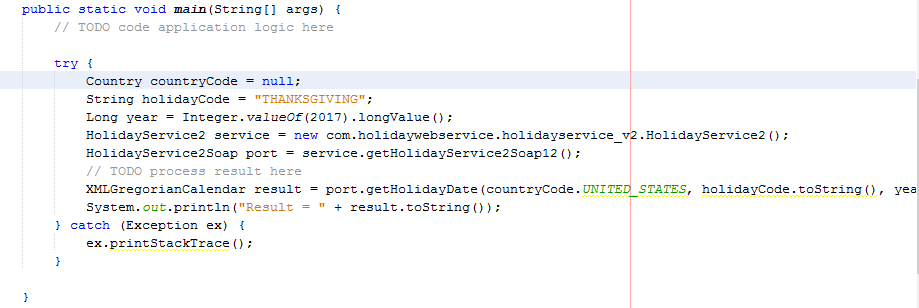 public static void main(String[] args) {
// TODO code application logic here
try {
Country countryCode = null;
String holidayCode = "THANKSGIVING";
Long year = Integer.valueOf(2017).longValue();
HolidayService2 service = new com.holidaywebservice.holidayservice_v2.HolidayService2();
HolidayService2Soap port = service.getHolidayService2Soap12();
// TODO process result here
XMLGregorianCalendar result = port.getHolidayDate(countryCode.UNITED_STATES, holidayCode.toString(), yea
System.out.println("Result = " + result.toString());
} catch (Exception ex) {
ex.printStackTrace();
}
}